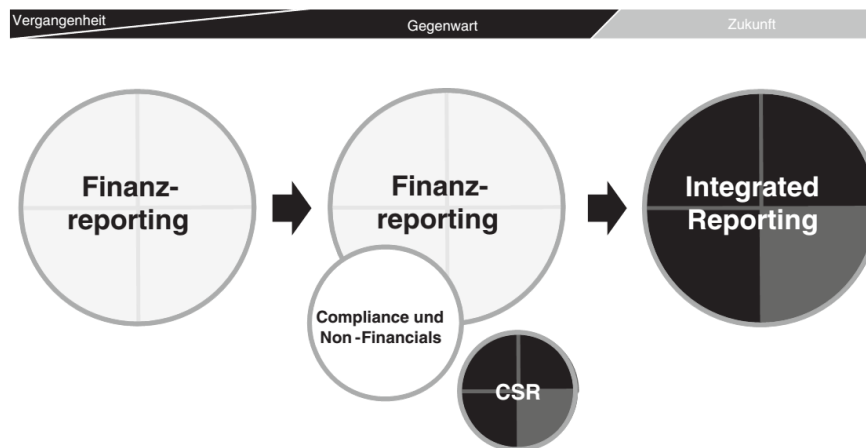 Vergangenheit
Gegenwart
Zukunft
Finanz-
reporting
Finanz-
reporting
Integrated
Reporting
Compliance und
Non -Financials
CSR